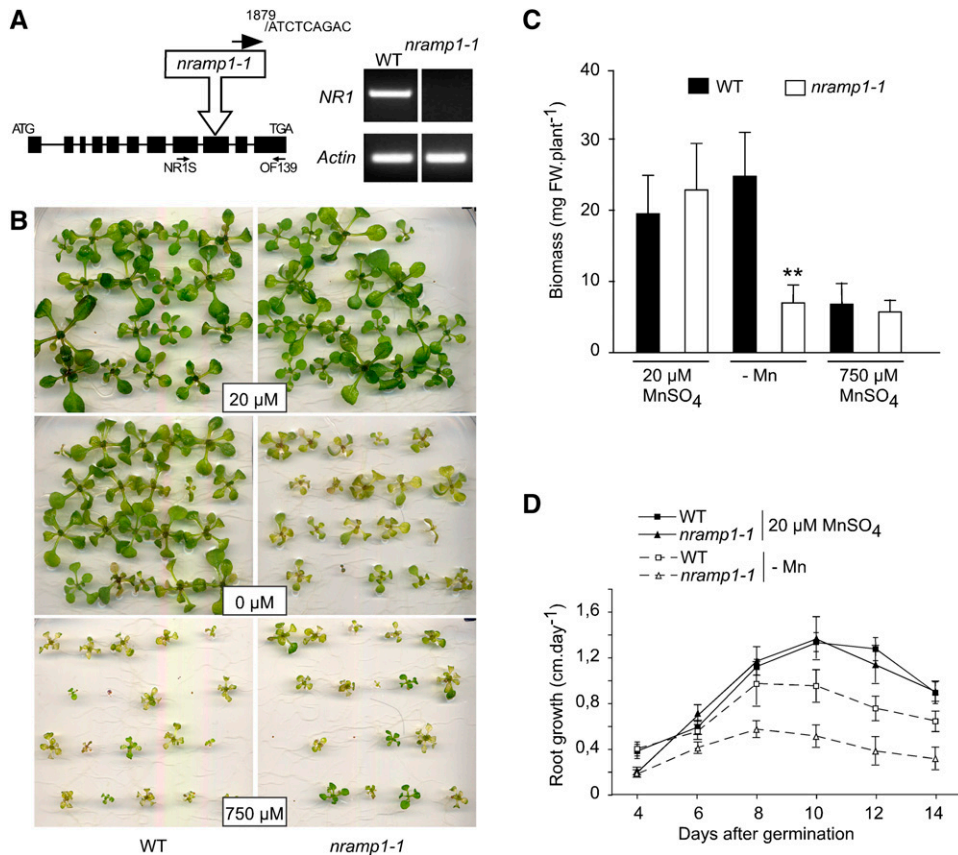 A
1879
/ATCTCAGAC
nramp1-1
ATG
TGA
NR1S
OF139
WT
nramp1-1
NR1
Actin
B
20 µM
0 µM
750 µM
WT
nramp1-1
C
WT
nramp1-1
Biomass (mg FW.plant-1)
40
30
20
10
0
**
20 µM
MnSO4
- Mn
750 µM
MnSO4
D
WT
nramp1-1
20 µM MnSO4
WT
nramp1-1
- Mn
Root growth (cm.day-1)
1,6
1,2
0,8
0,4
0
4 6 8 10 12 14
Days after germination